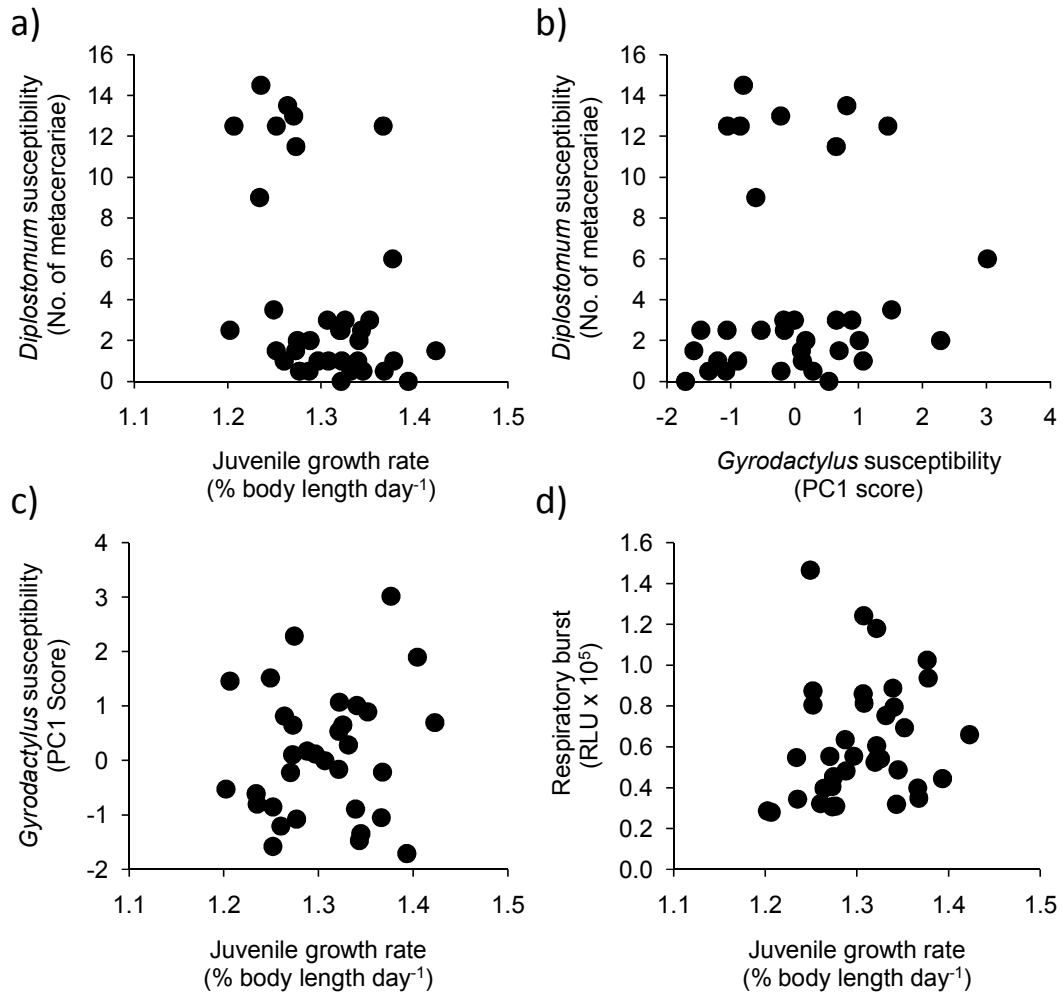 a)
Diplostomum susceptibility
(No. of metacercariae)
16
14
12
10
8
6
4
2
0
1.1
1.2
1.3
1.4
1.5
Juvenile growth rate
(% body length day-1)
b)
Diplostomum susceptibility
(No. of metacercariae)
16
14
12
10
8
6
4
2
0
-2
-1
0
1
2
3
4
Gyrodactylus susceptibility
(PC1 score)
c)
Gyrodactylus susceptibility
(PC1 Score)
4
3
2
1
0
-1
-2
1.1
1.2
1.3
1.4
1.5
Juvenile growth rate
(% body length day-1)
d)
Respiratory burst
(RLU x 10⁵)
1.6
1.4
1.2
1.0
0.8
0.6
0.4
0.2
0.0
1.1
1.2
1.3
1.4
1.5
Juvenile growth rate
(% body length day-1)